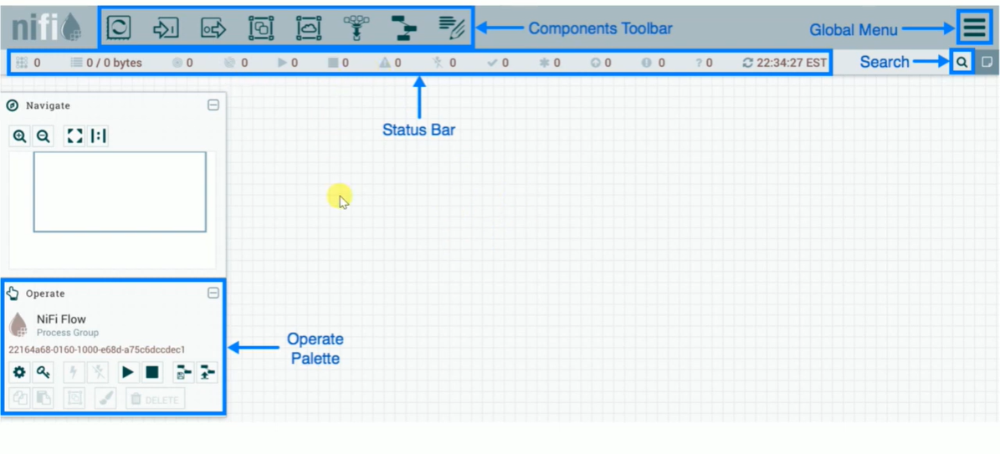 nifi
Components Toolbar
Global Menu
0 0 / 0 bytes 0 0 0 0 0 0 0 0 0 0 ? 0 22:34:27 EST
Search
Navigate
Status Bar
Operate
NiFi Flow
Process Group
22164a68-0160-1000-e68d-a75c6dccdec1
Operate
Palette
DELETE